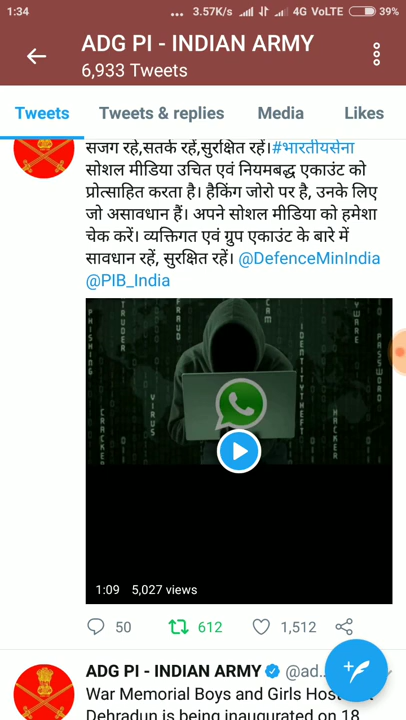 1:34 ... 3.57K/s 4G VoLTE 39%
ADG PI - INDIAN ARMY
6,933 Tweets
Tweets Tweets & replies Media Likes
सजग रहे,सतर्क रहें,सुरक्षित रहें।#भारतीयसेना
सोशल मीडिया उचित एवं नियमबद्ध एकाउंट को
प्रोत्साहित करता है। हैकिंग जोरो पर है, उनके लिए
जो असावधान हैं। अपने सोशल मीडिया को हमेशा
चेक करें। व्यक्तिगत एवं ग्रुप एकाउंट के बारे में
सावधान रहें, सुरक्षित रहें। @DefenceMinIndia
@PIB_India
PHISHING
TRUDER
FRAUD
CAM
IDENTITYTHEFT
YWARE
PASSWORD
VIRUS
CRACKER
HACKER
1:09 5,027 views
50 612 1,512
ADG PI - INDIAN ARMY @ad..
War Memorial Boys and Girls Host
Dehradun is being inaugurated on 18